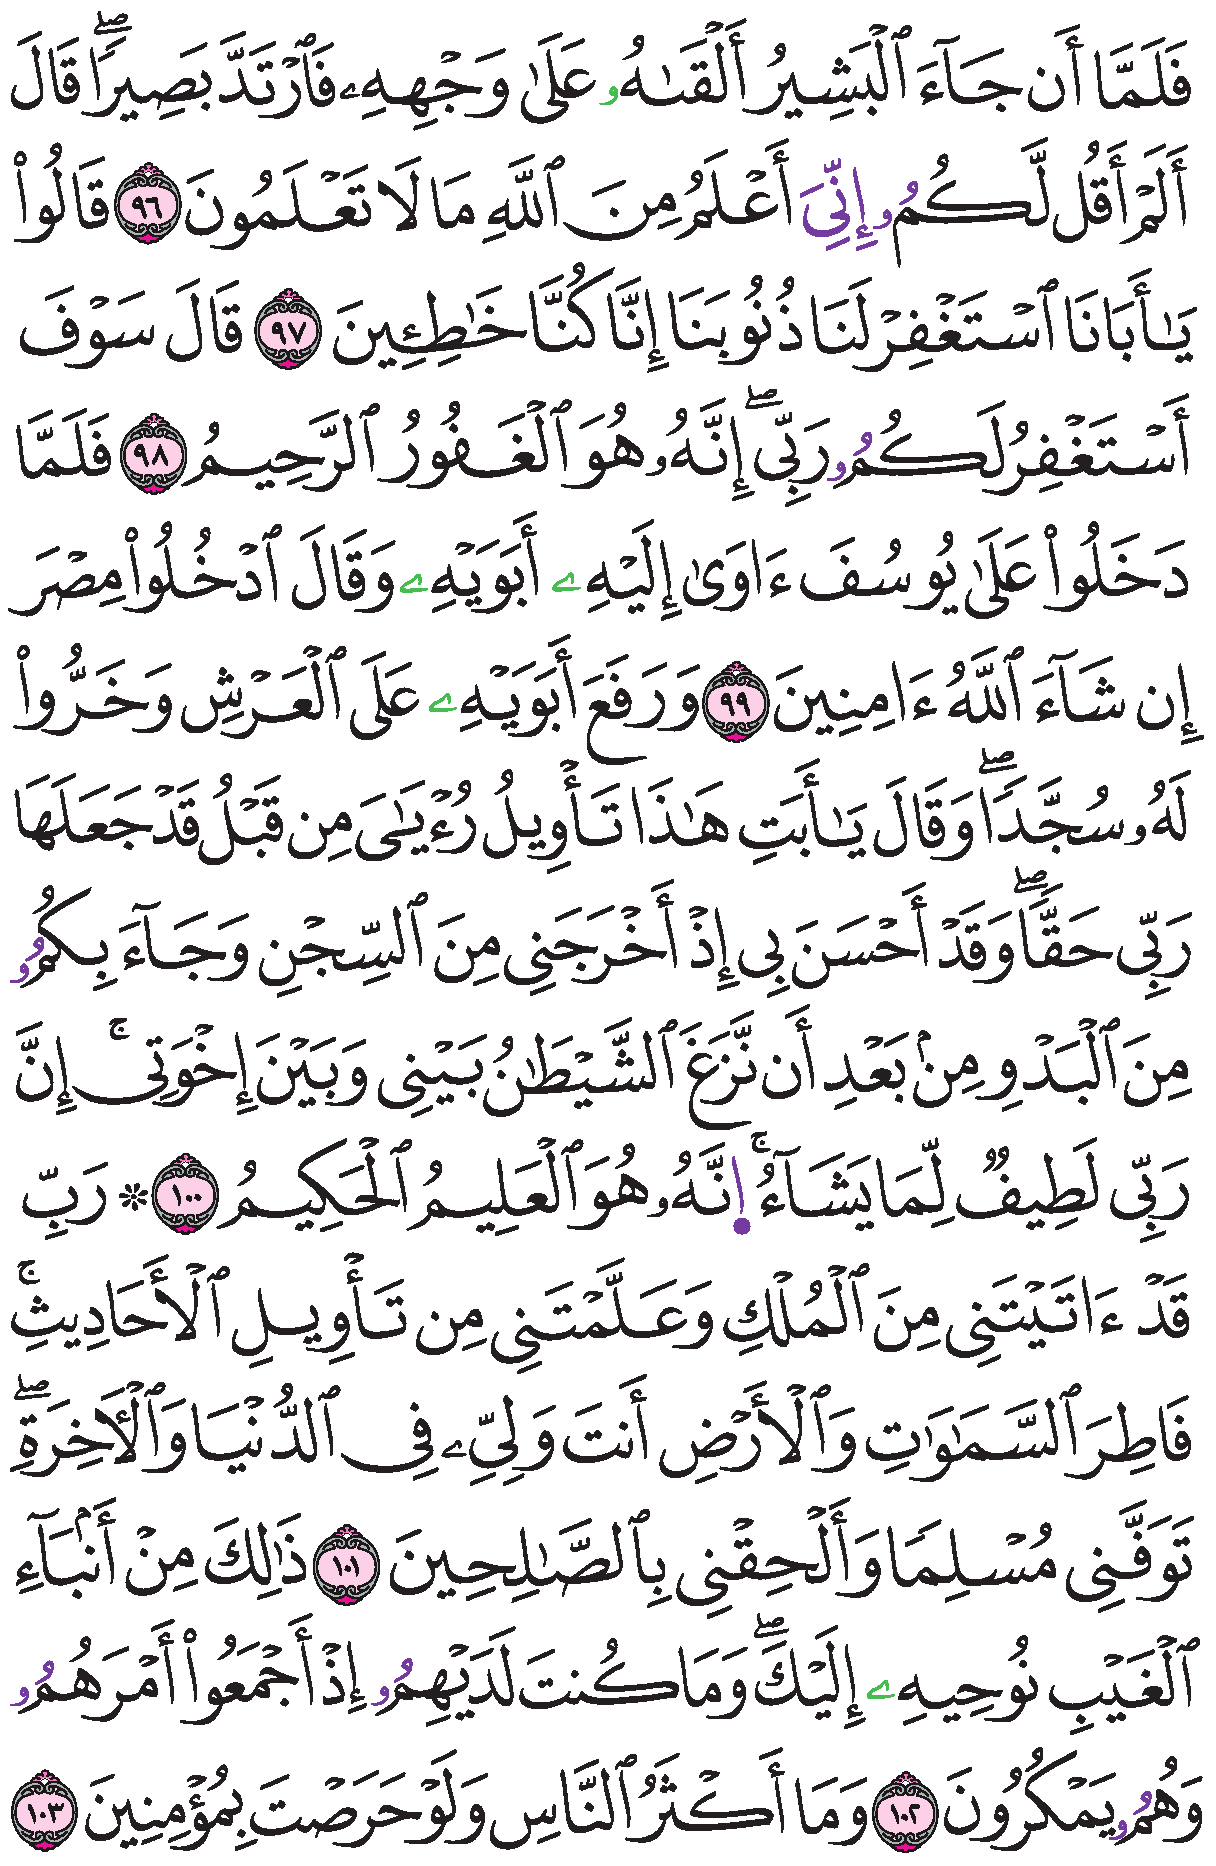 فَلَمَّآ أَن جَآءَ ٱلْبَشِيرُ أَلْقَىٰهُۥ عَلَىٰ وَجْهِهِۦ فَٱرْتَدَّ بَصِيرًاۖ قَالَ
أَلَمْ أَقُل لَّكُمُۥ إِنِّيَ أَعْلَمُ مِنَ ٱللَّهِ مَا لَا تَعْلَمُونَ ٩٦ قَالُوا۟
يَٰٓأَبَانَا ٱسْتَغْفِرْ لَنَا ذُنُوبَنَآ إِنَّا كُنَّا خَٰطِـِٔينَ ٩٧ قَالَ سَوْفَ
أَسْتَغْفِرُ لَكُمُۥ رَبِّيۖ إِنَّهُۥ هُوَ ٱلْغَفُورُ ٱلرَّحِيمُ ٩٨ فَلَمَّا
دَخَلُوا۟ عَلَىٰ يُوسُفَ ءَاوَىٰٓ إِلَيْهِۦ أَبَوَيْهِۦ وَقَالَ ٱدْخُلُوا۟ مِصْرَ
إِن شَآءَ ٱللَّهُ ءَامِنِينَ ٩٩ وَرَفَعَ أَبَوَيْهِۦ عَلَى ٱلْعَرْشِ وَخَرُّوا۟
لَهُۥ سُجَّدًاۖ وَقَالَ يَٰٓأَبَتِ هَٰذَا تَأْوِيلُ رُءْيَٰيَ مِن قَبْلُ قَدْ جَعَلَهَا
رَبِّي حَقًّاۖ وَقَدْ أَحْسَنَ بِي إِذْ أَخْرَجَنِي مِنَ ٱلسِّجْنِ وَجَآءَ بِكُمُۥ
مِنَ ٱلْبَدْوِ مِنۢ بَعْدِ أَن نَّزَغَ ٱلشَّيْطَٰنُ بَيْنِي وَبَيْنَ إِخْوَتِيۚ إِنَّ
رَبِّي لَطِيفٌ لِّمَا يَشَآءُۚ ٱنَّهُۥ هُوَ ٱلْعَلِيمُ ٱلْحَكِيمُ ١٠٠ ۞ رَبِّ
قَدْ ءَاتَيْتَنِي مِنَ ٱلْمُلْكِ وَعَلَّمْتَنِي مِن تَأْوِيلِ ٱلْأَحَادِيثِۚ
فَاطِرَ ٱلسَّمَٰوَٰتِ وَٱلْأَرْضِ أَنتَ وَلِيِّۦ فِي ٱلدُّنْيَا وَٱلْأٓخِرَةِۖ
تَوَفَّنِي مُسْلِمًا وَأَلْحِقْنِي بِٱلصَّٰلِحِينَ ١٠١ ذَٰلِكَ مِنْ أَنۢبَآءِ
ٱلْغَيْبِ نُوحِيهِۦ إِلَيْكَۖ وَمَا كُنتَ لَدَيْهِمُۥ إِذْ أَجْمَعُوٓا۟ أَمْرَهُمُۥ
وَهُمُۥ يَمْكُرُونَ ١٠٢ وَمَآ أَكْثَرُ ٱلنَّاسِ وَلَوْ حَرَصْتَ بِمُؤْمِنِينَ ١٠٣